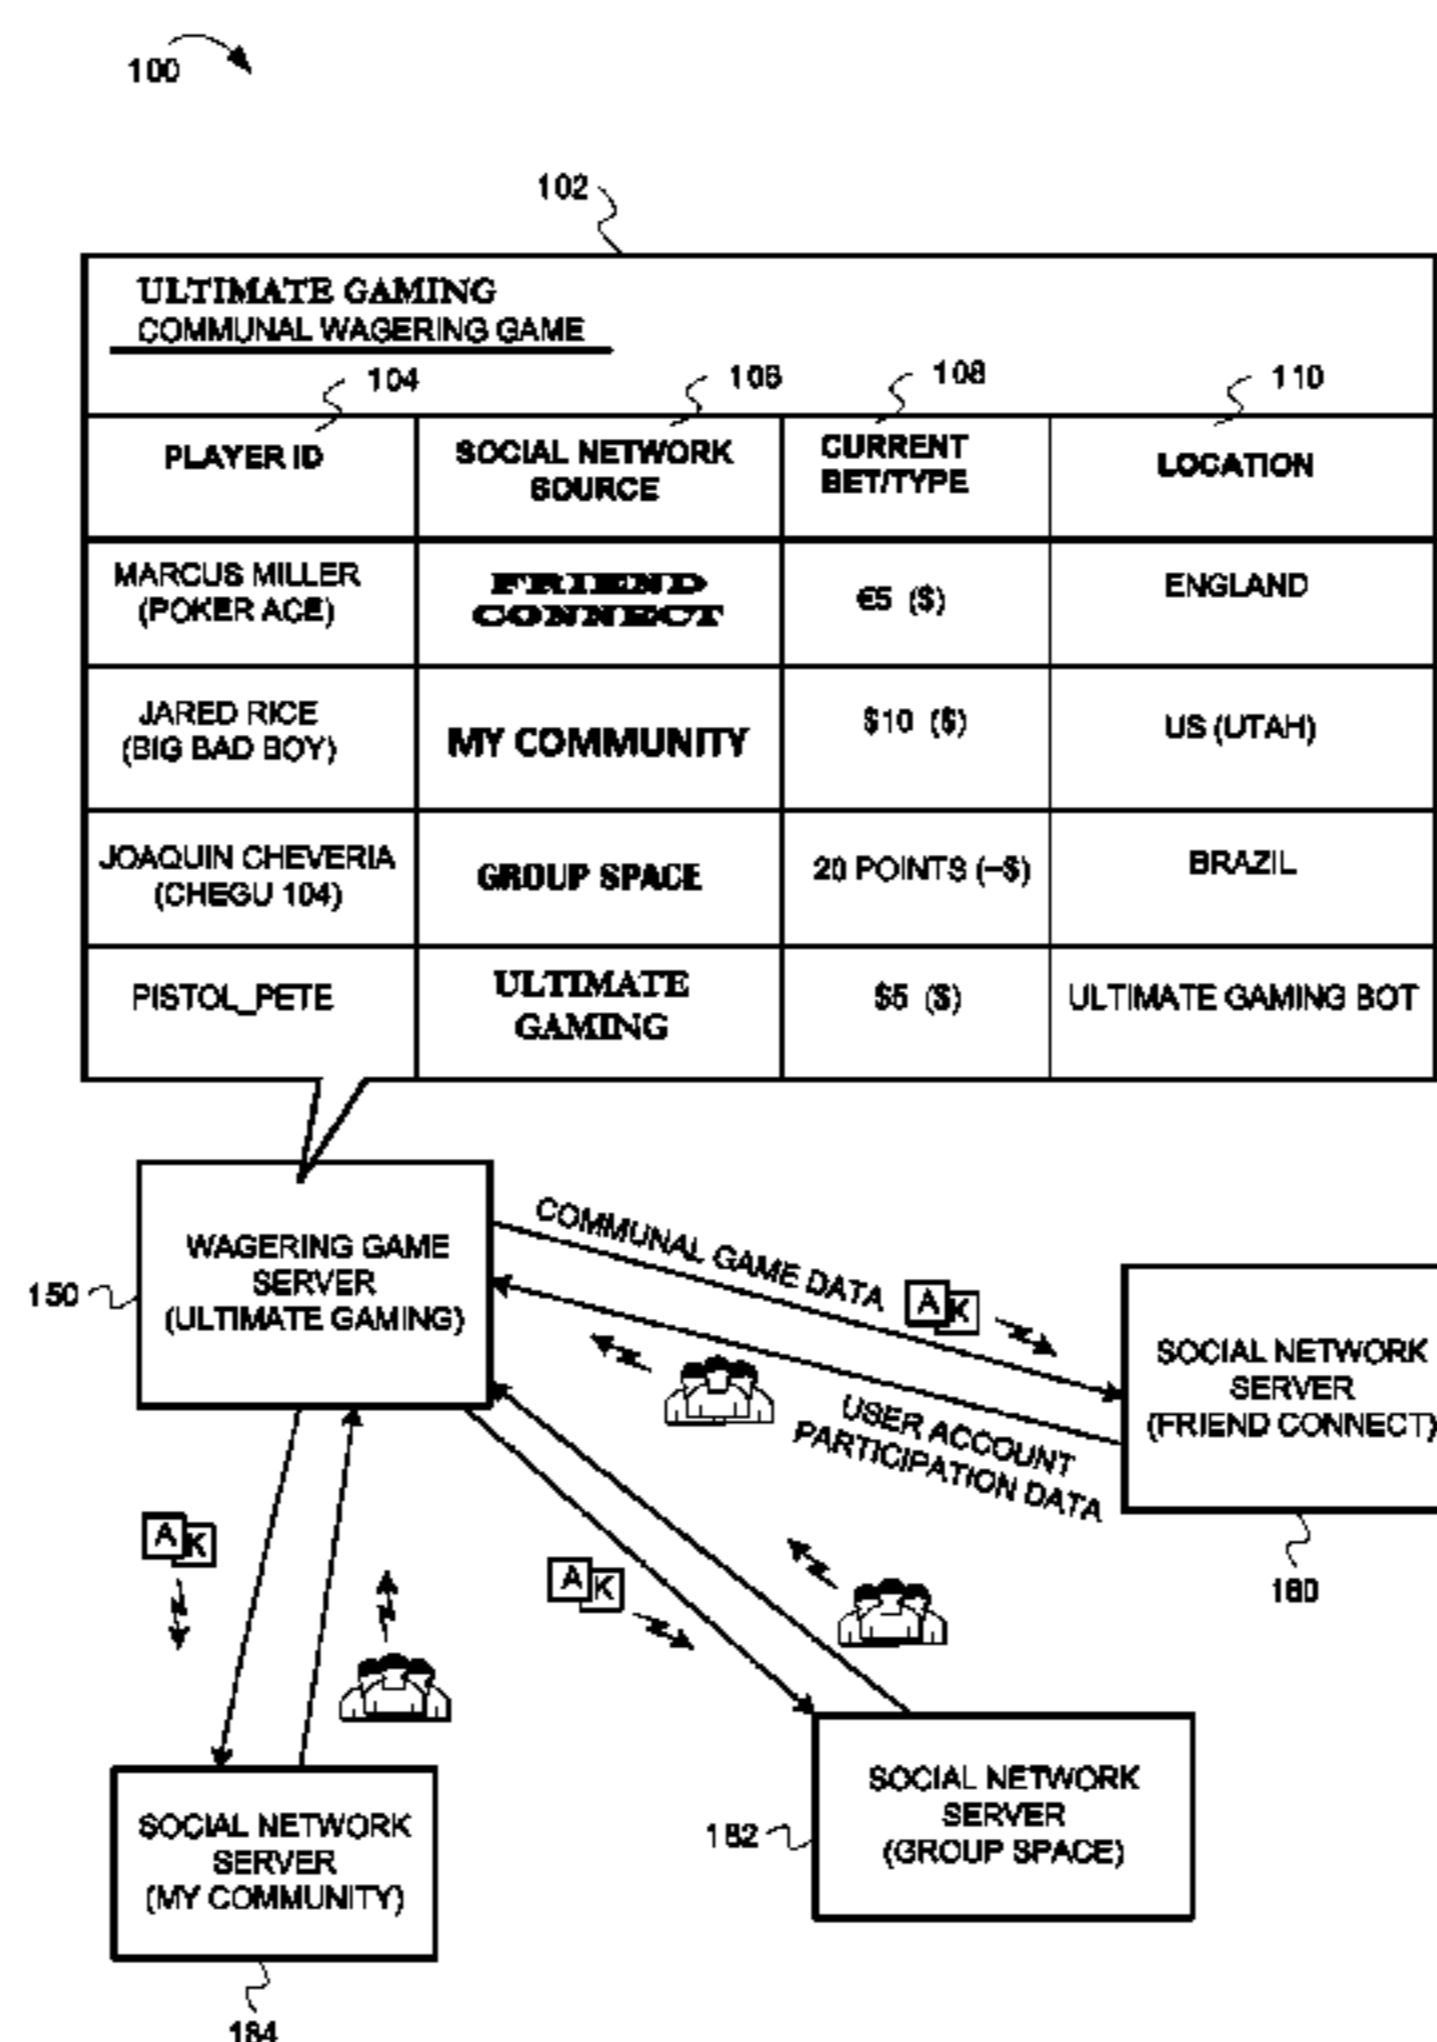 100
102
ULTIMATE GAMING
COMMUNAL WAGERING GAME
104
106
108
110
PLAYER ID
SOCIAL NETWORK
SOURCE
CURRENT
BET/TYPE
LOCATION
MARCUS MILLER
(POKER ACE)
FRIEND
CONNECT
€5 ($)
ENGLAND
JARED RICE
(BIG BAD BOY)
MY COMMUNITY
$10 ($)
US (UTAH)
JOAQUIN CHEVERIA
(CHEGU 104)
GROUP SPACE
20 POINTS (–$)
BRAZIL
PISTOL_PETE
ULTIMATE
GAMING
$5 ($)
ULTIMATE GAMING BOT
150
WAGERING GAME
SERVER
(ULTIMATE GAMING)
COMMUNAL GAME DATA
A K
USER ACCOUNT
PARTICIPATION DATA
SOCIAL NETWORK
SERVER
(FRIEND CONNECT)
180
A K
A K
SOCIAL NETWORK
SERVER
(GROUP SPACE)
182
SOCIAL NETWORK
SERVER
(MY COMMUNITY)
184